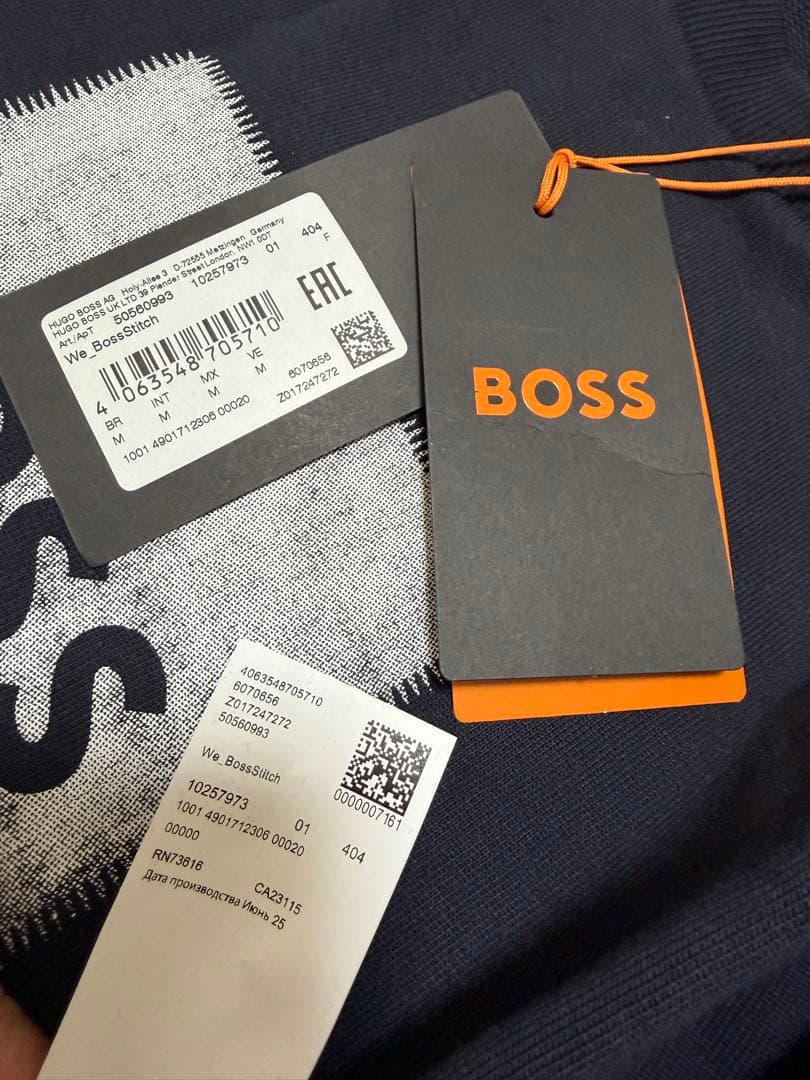 HUGO BOSS AG Holy-Allee 3 D-72555 Metzingen, Germany
HUGO BOSS UK LTD 39 Plender Street London, NW1 0DT
Art./Арт 50560993 10257973 01 404
F
We_BossStitch
EAC
4 063548 705710
BR INT MX VE
M M M M
6070656
1001 4901712306 00020 Z017247272
BOSS
4063548705710
6070656
Z017247272
50560993
We_BossStitch
0000007161
10257973 01 404
1001 4901712306 00020
00000
RN73616 CA23115
Дата производства Июнь 25
SS